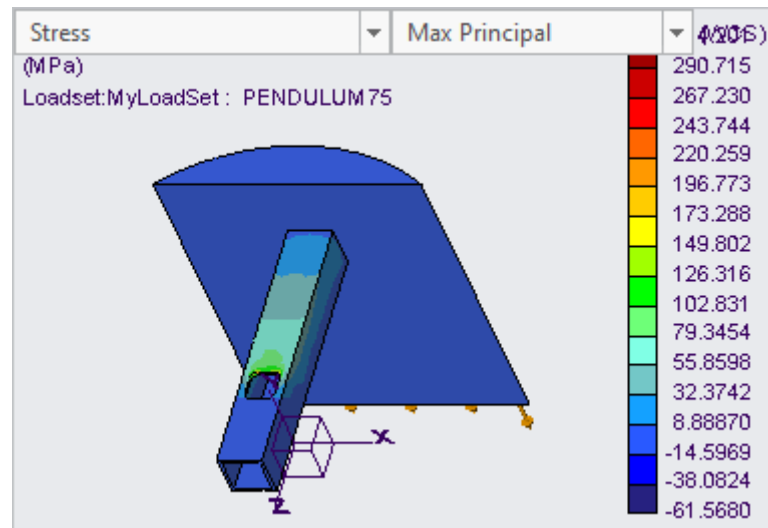 Stress
Max Principal
(MPa)
Loadset:MyLoadSet : PENDULUM75
290.715
267.230
243.744
220.259
196.773
173.288
149.802
126.316
102.831
79.3454
55.8598
32.3742
8.88870
-14.5969
-38.0824
-61.5680
X
Z